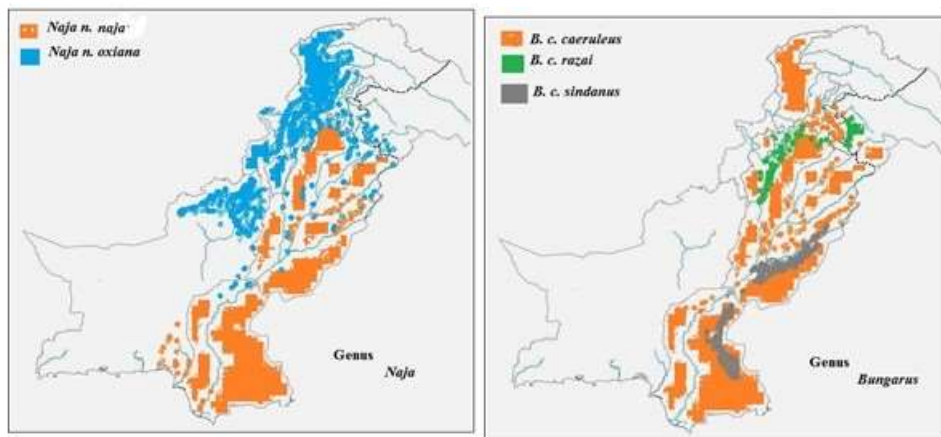 Naja n. naja
Naja n. oxiana
Genus
Naja
B. c. caeruleus
B. c. razai
B. c. sindanus
Genus
Bungarus